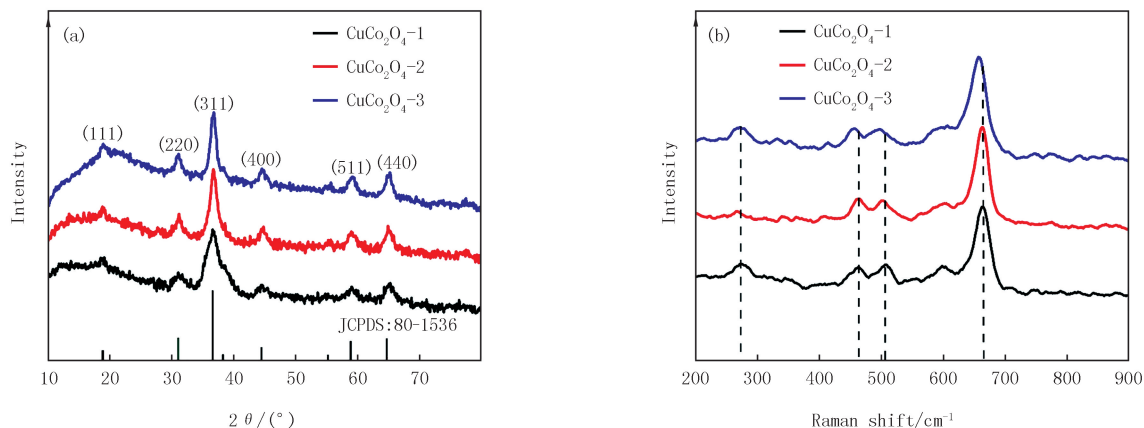 (a)
CuCo₂O₄-1
CuCo₂O₄-2
CuCo₂O₄-3
(111)
(220)
(311)
(400)
(511)
(440)
JCPDS:80-1536
Intensity
10 20 30 40 50 60 70
2 θ/(°)
(b)
CuCo₂O₄-1
CuCo₂O₄-2
CuCo₂O₄-3
Intensity
200 300 400 500 600 700 800 900
Raman shift/cm⁻¹